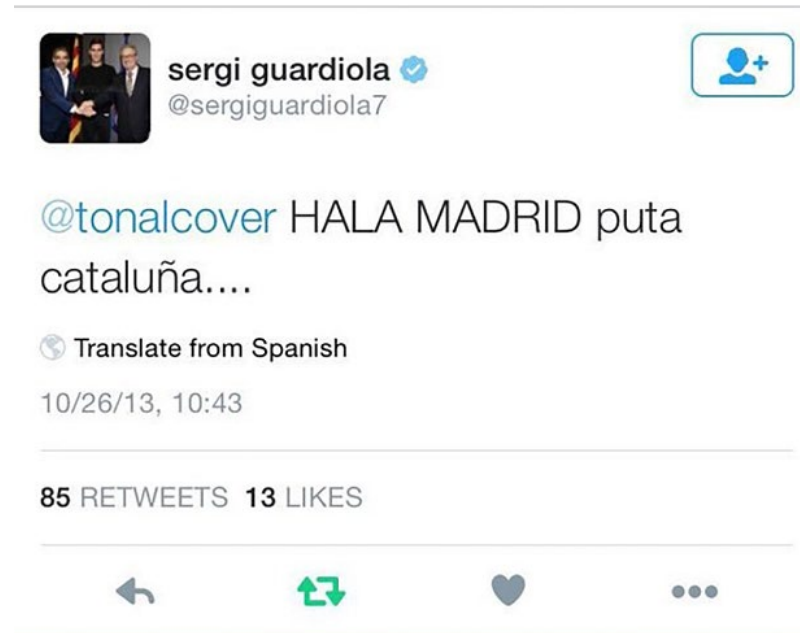 sergi guardiola
@sergiguardiola7
@tonalcover HALA MADRID puta
cataluña....
Translate from Spanish
10/26/13, 10:43
85 RETWEETS 13 LIKES